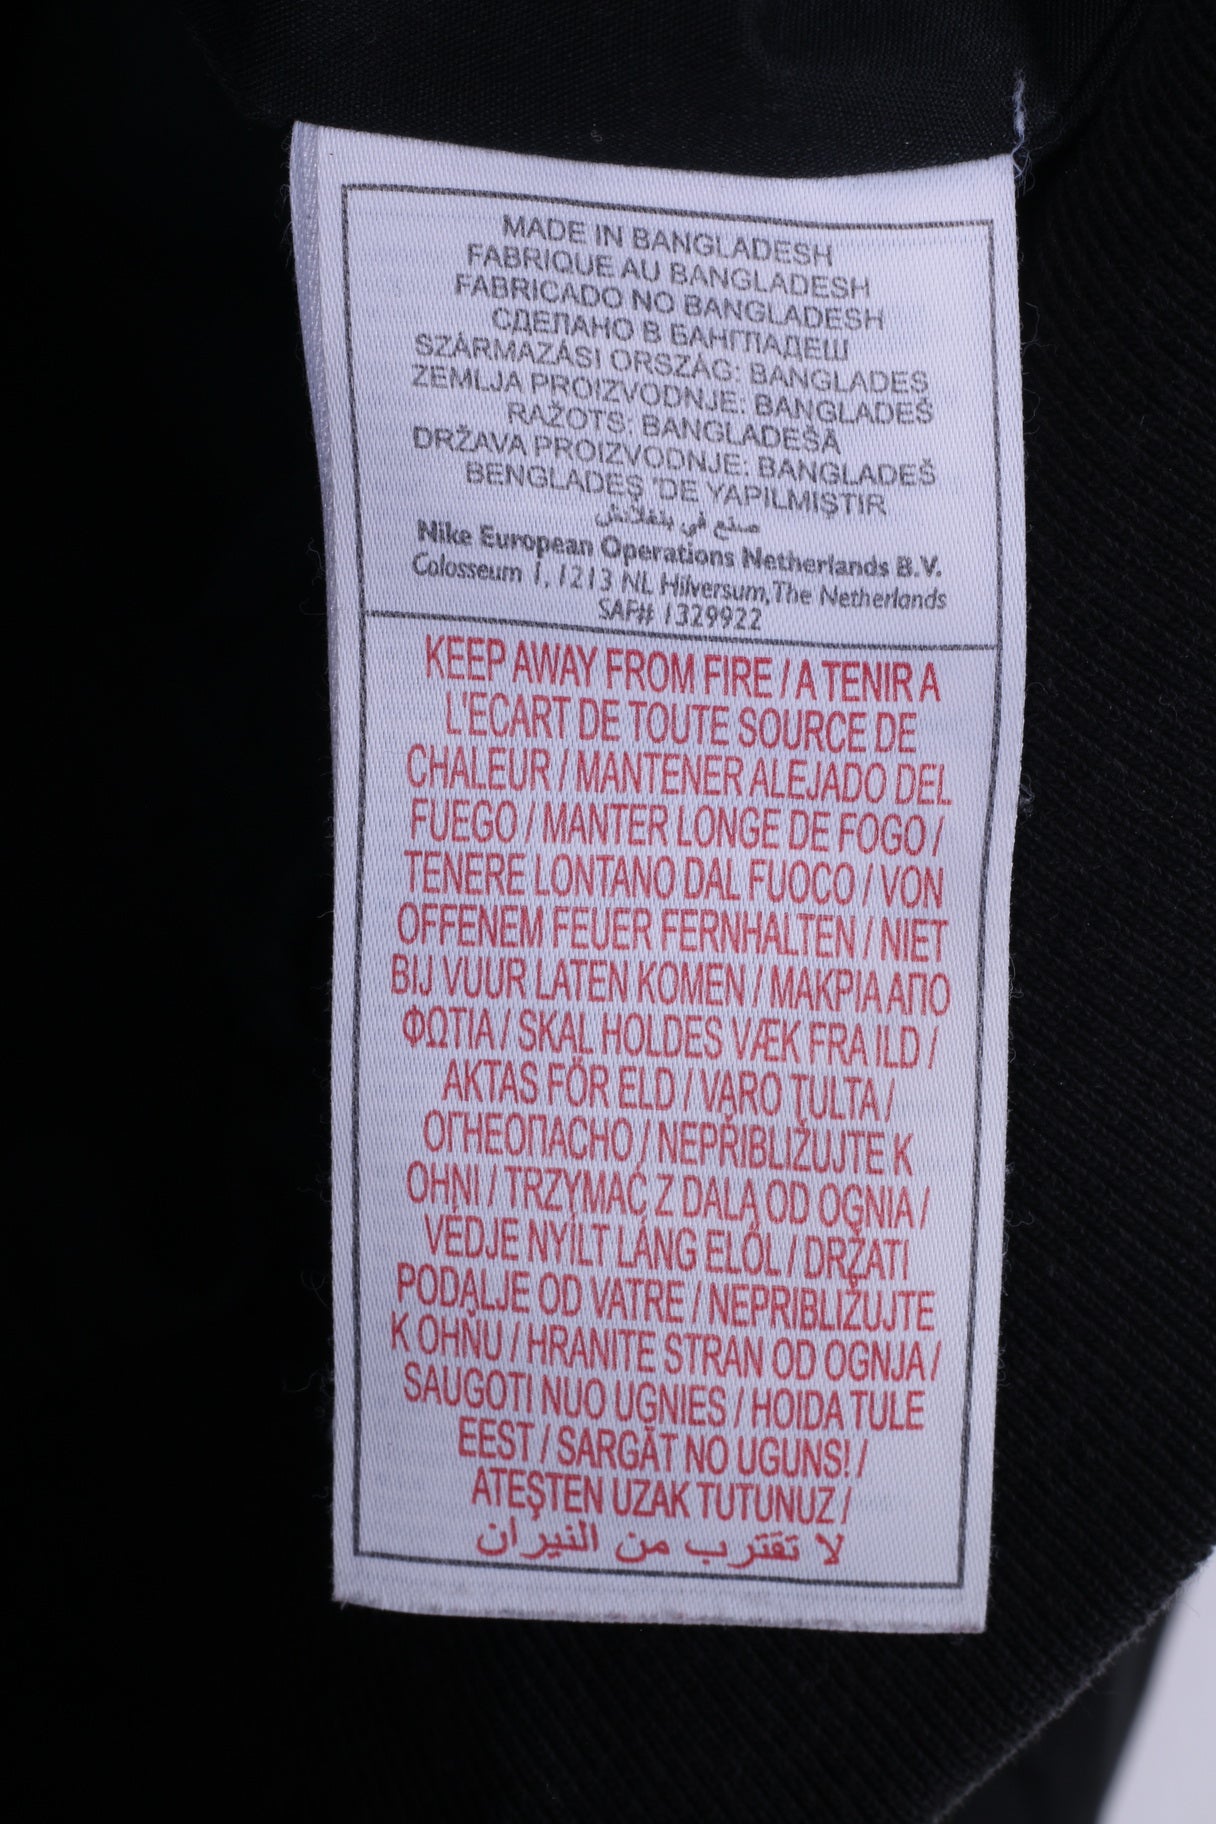 MADE IN BANGLADESH
FABRIQUE AU BANGLADESH
FABRICADO NO BANGLADESH
СДЕЛАНО В БАНГЛАДЕШ
SZÁRMAZÁSI ORSZÁG: BANGLADES
ZEMLJA PROIZVODNJE: BANGLADEŠ
RAŽOTS: BANGLADEŠĀ
DRŽAVA PROIZVODNJE: BANGLADEŠ
BENGLADEŞ 'DE YAPILMIŞTIR
صنع في بنغلادش
Nike European Operations Netherlands B.V.
Colosseum 1, 1213 NL Hilversum, The Netherlands
SAP# 1329922
KEEP AWAY FROM FIRE / A TENIR A
L'ECART DE TOUTE SOURCE DE
CHALEUR / MANTENER ALEJADO DEL
FUEGO / MANTER LONGE DE FOGO /
TENERE LONTANO DAL FUOCO / VON
OFFENEM FEUER FERNHALTEN / NIET
BIJ VUUR LATEN KOMEN / ΜΑΚΡΙΑ ΑΠΟ
ΦΩΤΙΑ / SKAL HOLDES VÆK FRA ILD /
AKTAS FÖR ELD / VARO TULTA /
ОГНЕОПАСНО / NEPŘIBLIŽUJTE K
OHNI / TRZYMAĆ Z DALA OD OGNIA /
VÉDJE NYÍLT LÁNG ELŐL / DRŽATI
PODALJE OD VATRE / NEPRIBLIŽUJTE
K OHŇU / HRANITE STRAN OD OGNJA /
SAUGOTI NUO UGNIES / HOIDA TULE
EEST / SARGĀT NO UGUNS! /
ATEŞTEN UZAK TUTUNUZ /
لا تقترب من النيران